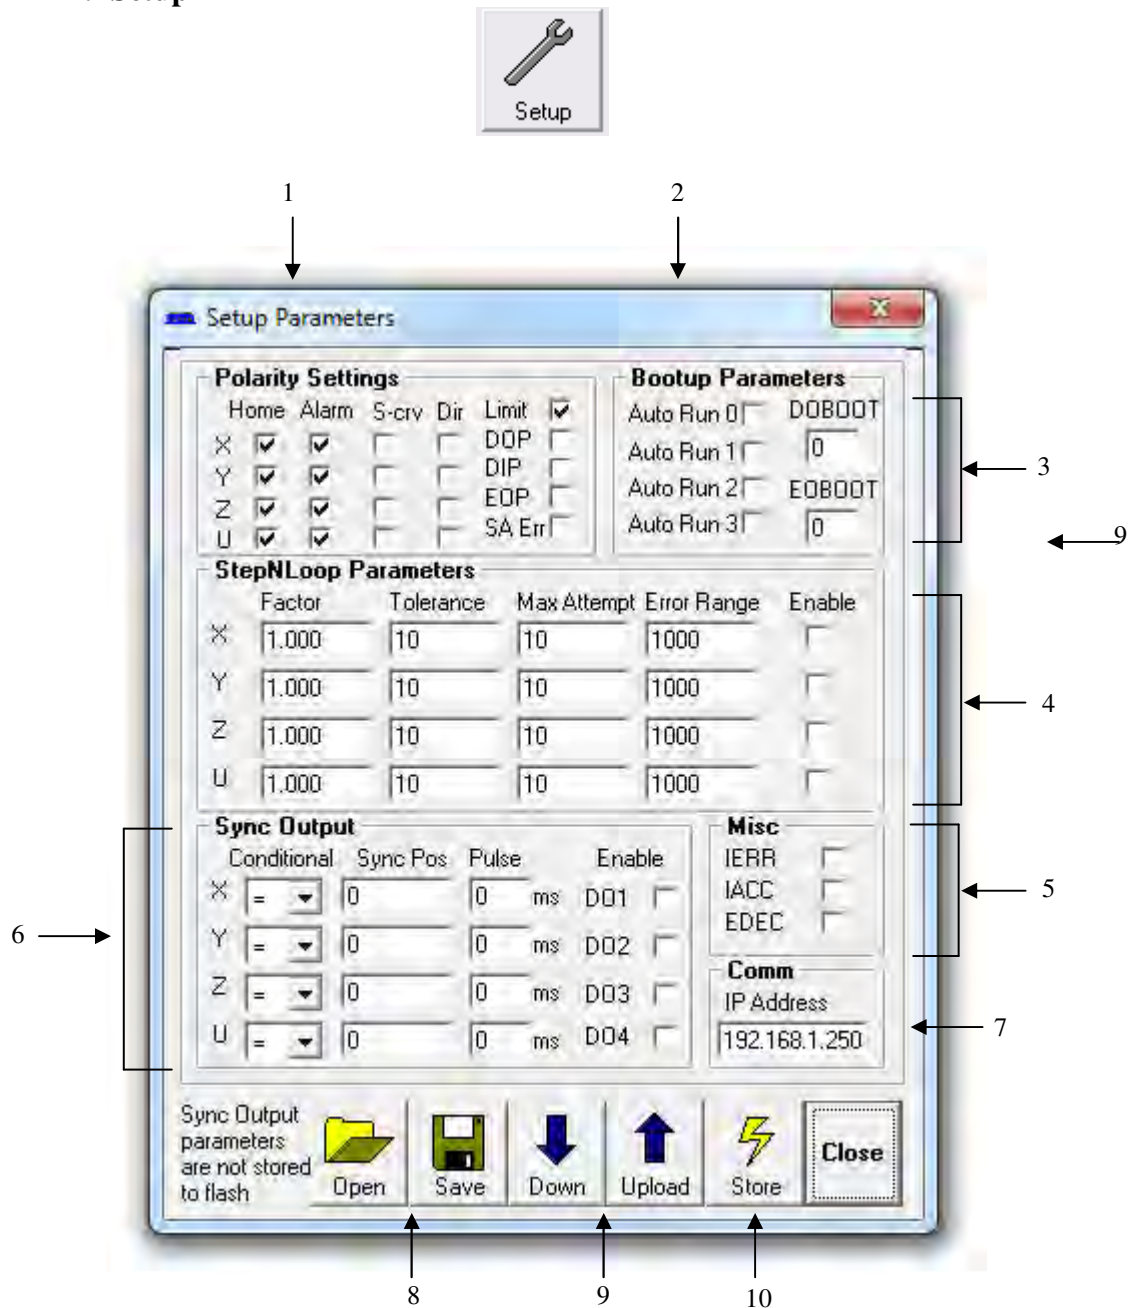 Setup
Setup
1 2
Setup Parameters
Polarity Settings
Home Alarm S-crv Dir Limit
X DOP
Y DIP
Z EOP
U SA Err
Bootup Parameters
Auto Run 0 DOBOOT
Auto Run 1 0
Auto Run 2 EOBOOT
Auto Run 3 0
3
9
StepNLoop Parameters
Factor Tolerance Max Attempt Error Range Enable
X 1.000 10 10 1000
Y 1.000 10 10 1000
Z 1.000 10 10 1000
U 1.000 10 10 1000
4
Sync Output
Conditional Sync Pos Pulse Enable
X = 0 0 ms DO1
Y = 0 0 ms DO2
Z = 0 0 ms DO3
U = 0 0 ms DO4
6
Misc
IERR
IACC
EDEC
5
Comm
IP Address
192.168.1.250
7
Sync Output
parameters
are not stored
to flash
Open Save Down Upload Store Close
8 9 10